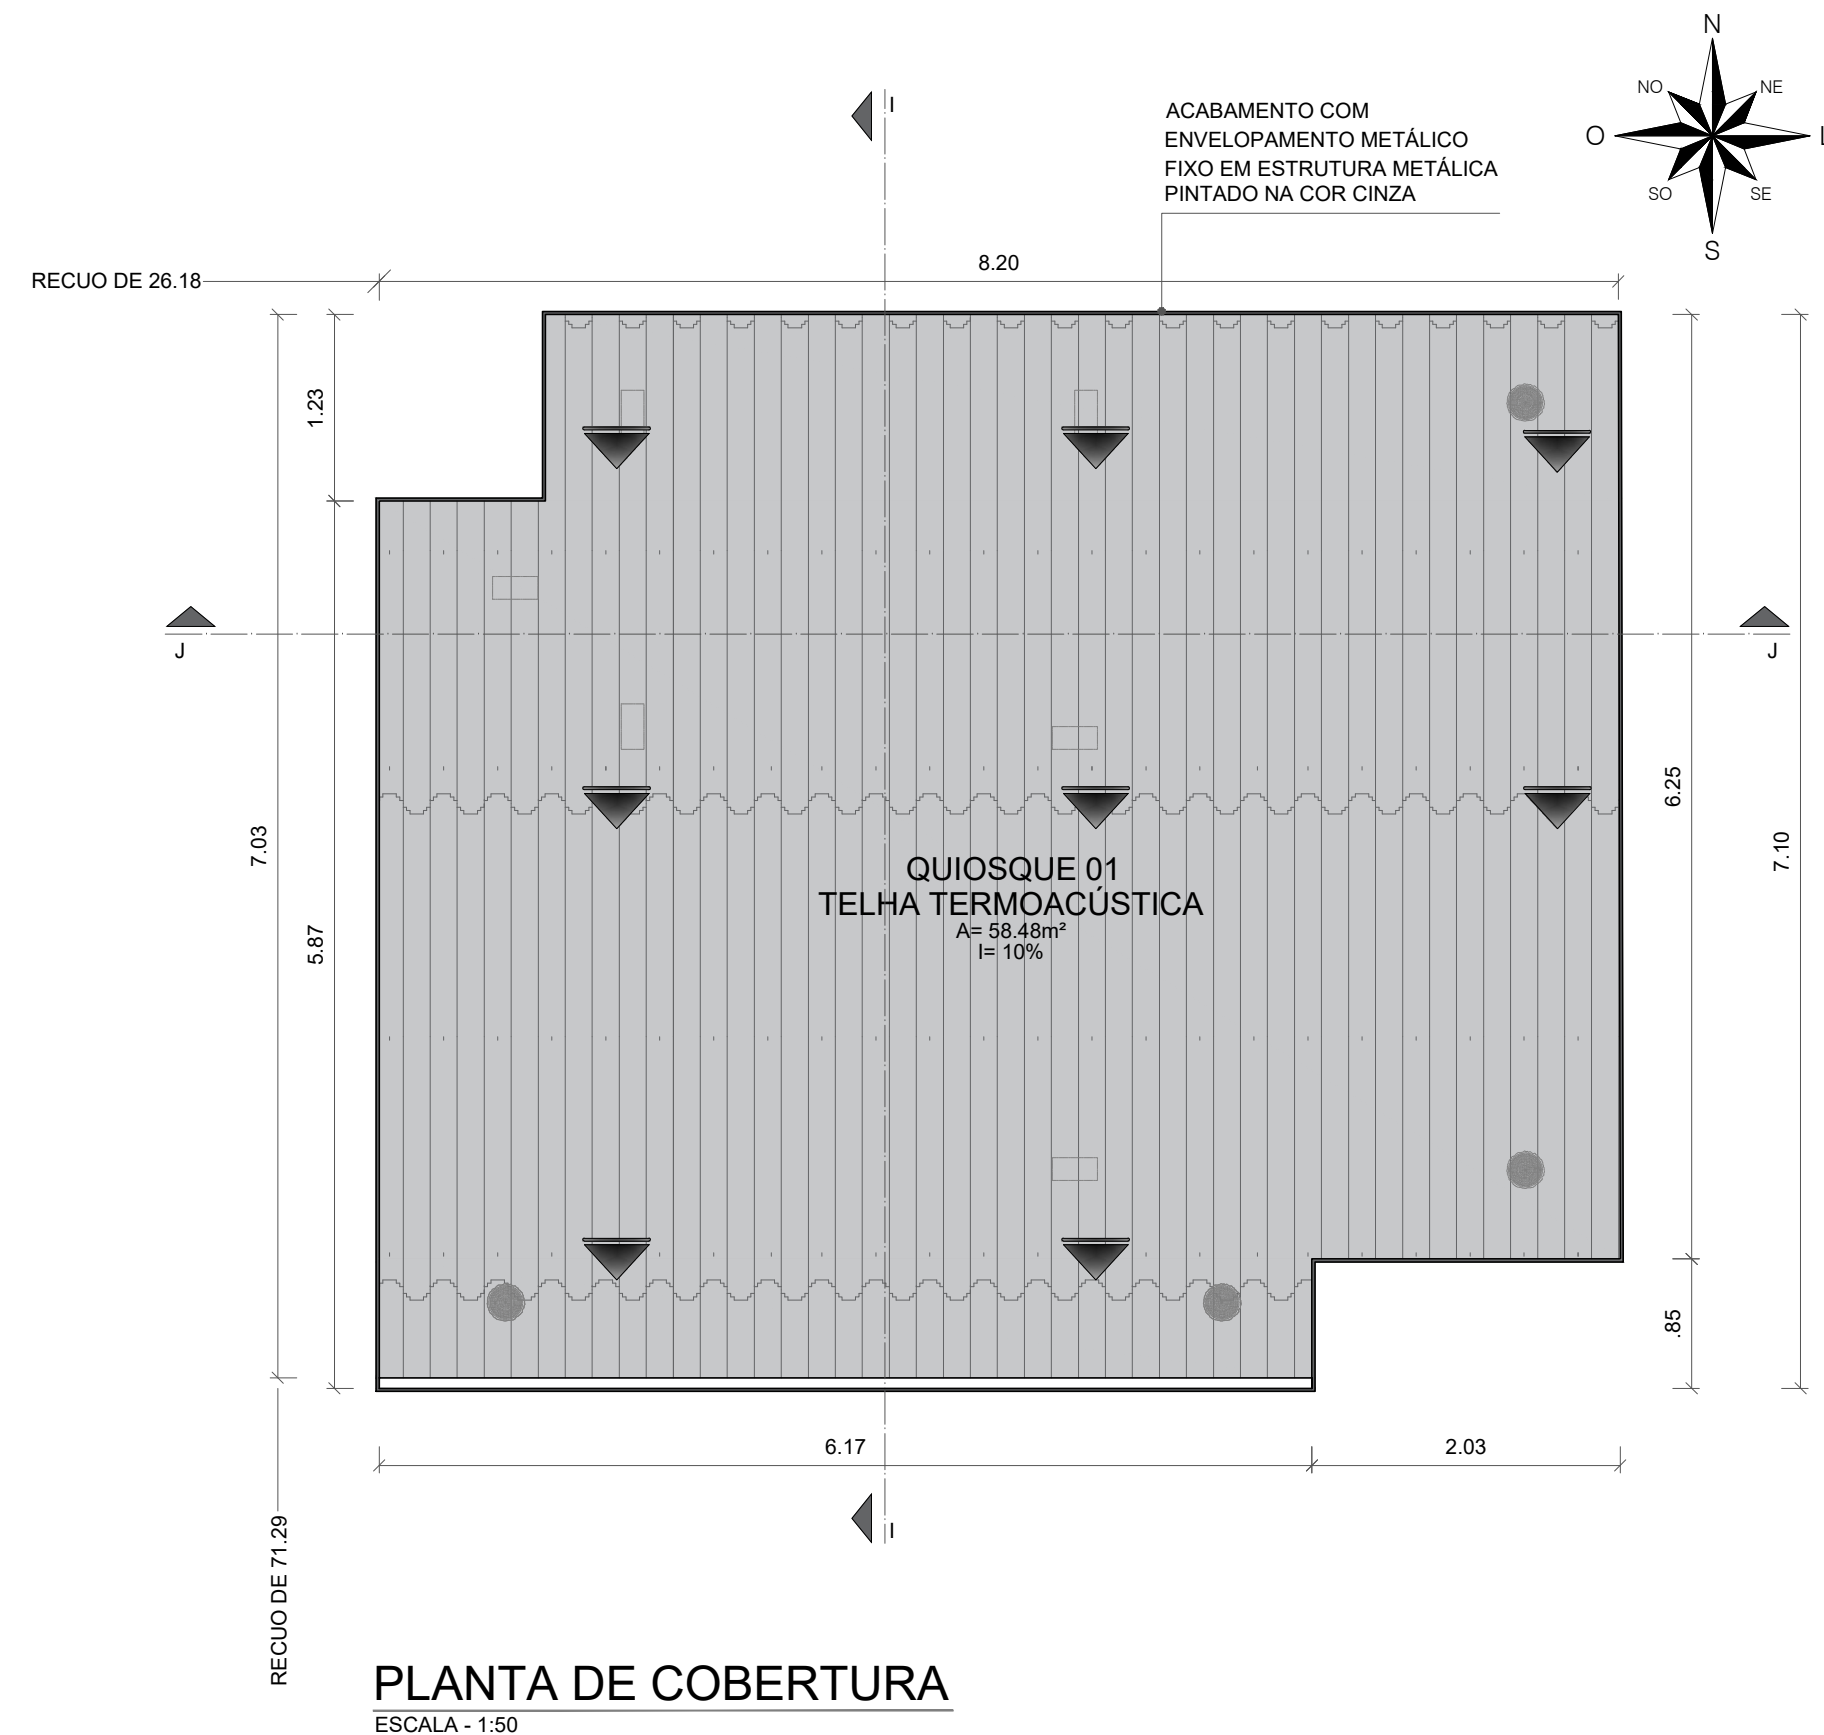 N
NO
NE
O
SO
SE
S
I
ACABAMENTO COM
ENVELOPAMENTO METÁLICO
FIXO EM ESTRUTURA METÁLICA
PINTADO NA COR CINZA
RECUO DE 26.18
8.20
1.23
J
J
7.03
5.87
6.25
7.10
QUIOSQUE 01
TELHA TERMOACÚSTICA
A= 58.48m²
I= 10%
.85
6.17
2.03
I
RECUO DE 71.29
PLANTA DE COBERTURA
ESCALA - 1:50